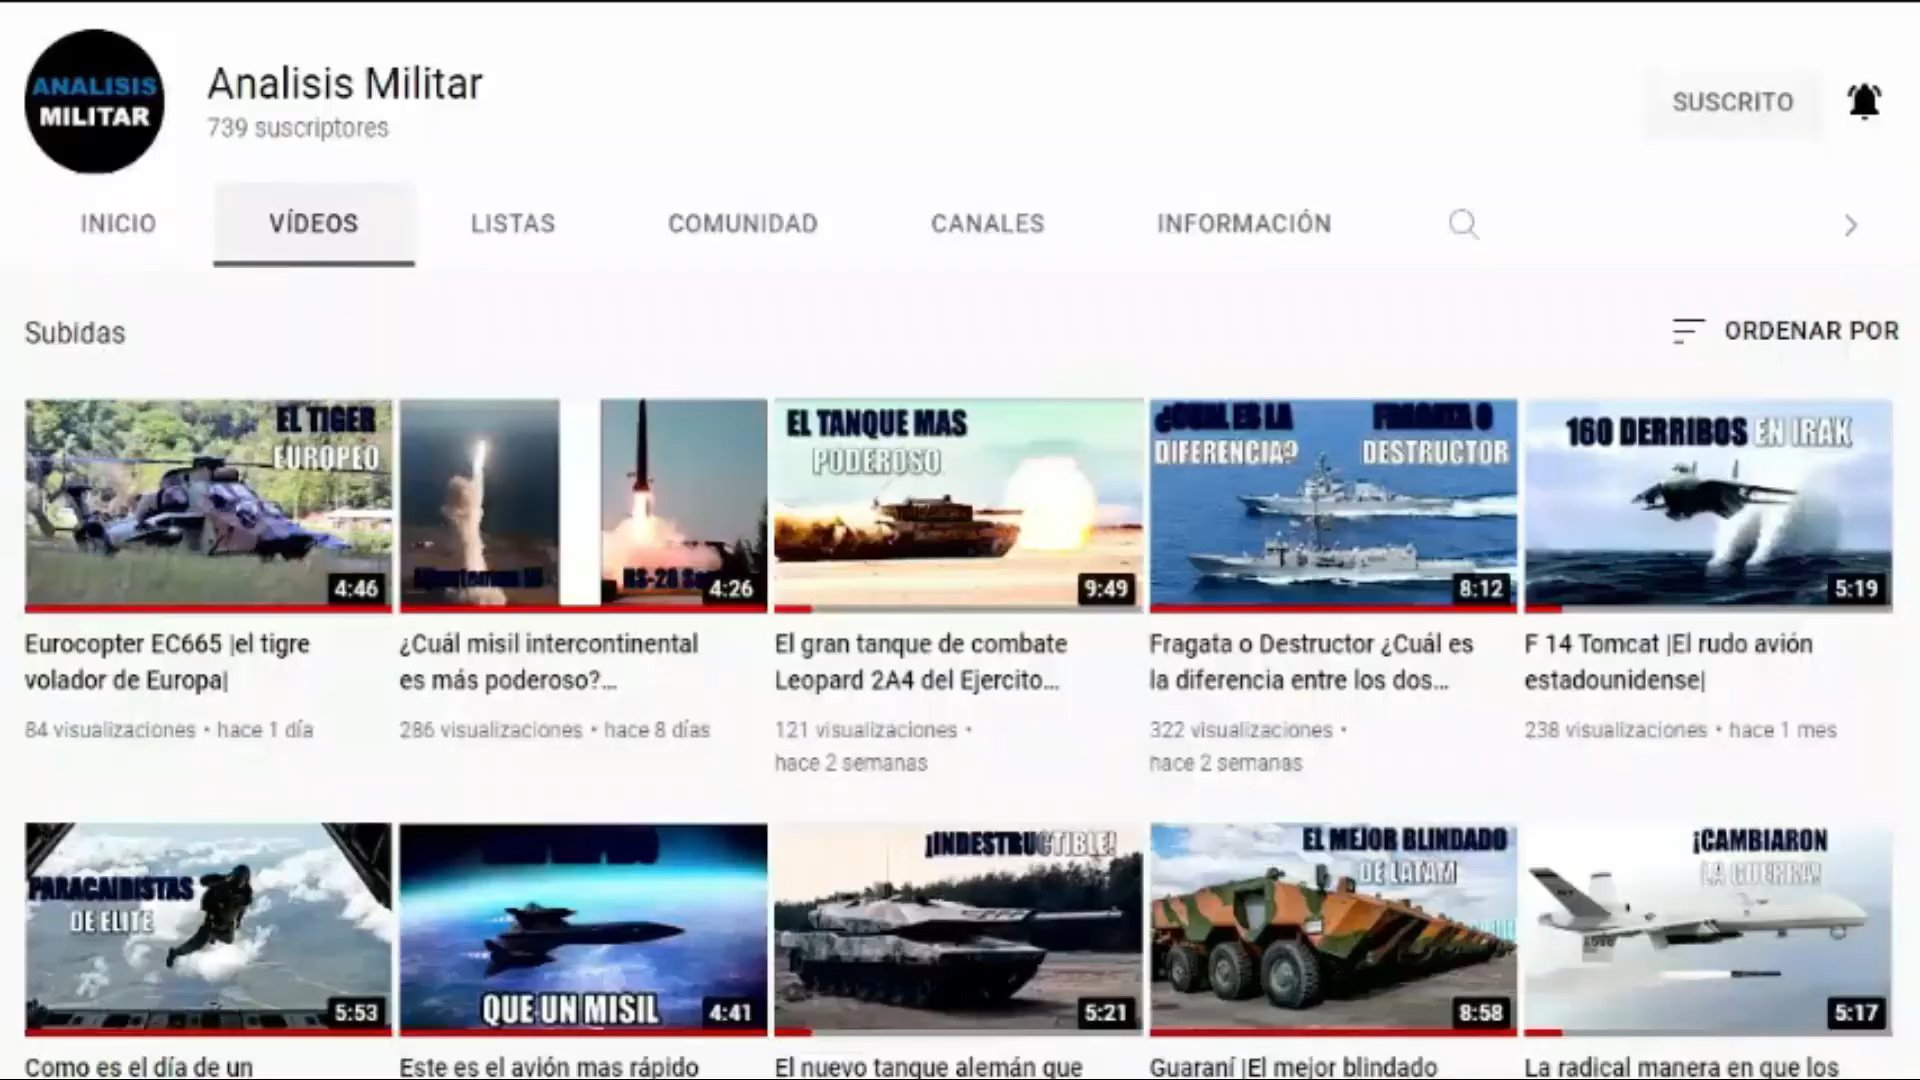 ANALISIS
MILITAR
Analisis Militar
739 suscriptores
SUSCRITO
INICIO
VÍDEOS
LISTAS
COMUNIDAD
CANALES
INFORMACIÓN
Subidas
ORDENAR POR
EL TIGER
EUROPEO
4:46
4:26
EL TANQUE MAS
PODEROSO
9:49
¿CUAL ES LA
DIFERENCIA?
FRAGATA O
DESTRUCTOR
8:12
160 DERRIBOS EN IRAK
5:19
Eurocopter EC665 |el tigre
volador de Europa|
84 visualizaciones • hace 1 día
¿Cuál misil intercontinental
es más poderoso?...
286 visualizaciones • hace 8 días
El gran tanque de combate
Leopard 2A4 del Ejercito...
121 visualizaciones •
hace 2 semanas
Fragata o Destructor ¿Cuál es
la diferencia entre los dos...
322 visualizaciones •
hace 2 semanas
F 14 Tomcat |El rudo avión
estadounidense|
238 visualizaciones • hace 1 mes
PARACAIDISTAS
DE ELITE
5:53
QUE UN MISIL
4:41
¡INDESTRUCTIBLE!
5:21
EL MEJOR BLINDADO
DE LATAM
8:58
¡CAMBIARON
LA GUERRA!
5:17
Como es el día de un
Este es el avión mas rápido
El nuevo tanque alemán que
Guaraní |El mejor blindado
La radical manera en que los